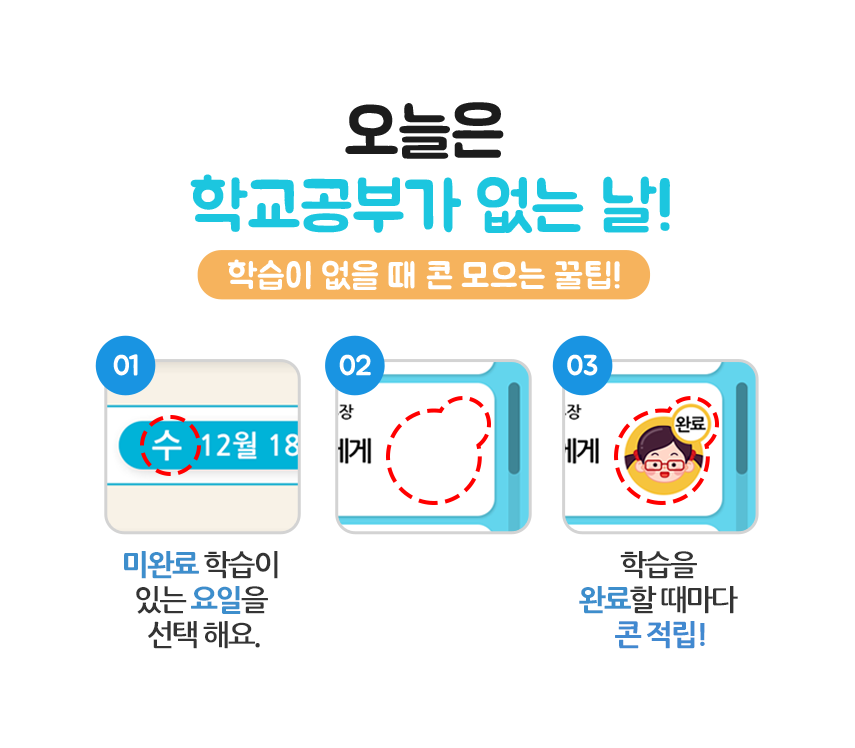 오늘은
학교공부가 없는 날!
학습이 없을 때 콘 모으는 꿀팁!
01
수 12월 18
미완료 학습이
있는 요일을
선택 해요.
02
장
에게
03
장
에게
완료
학습을
완료할 때마다
콘 적립!